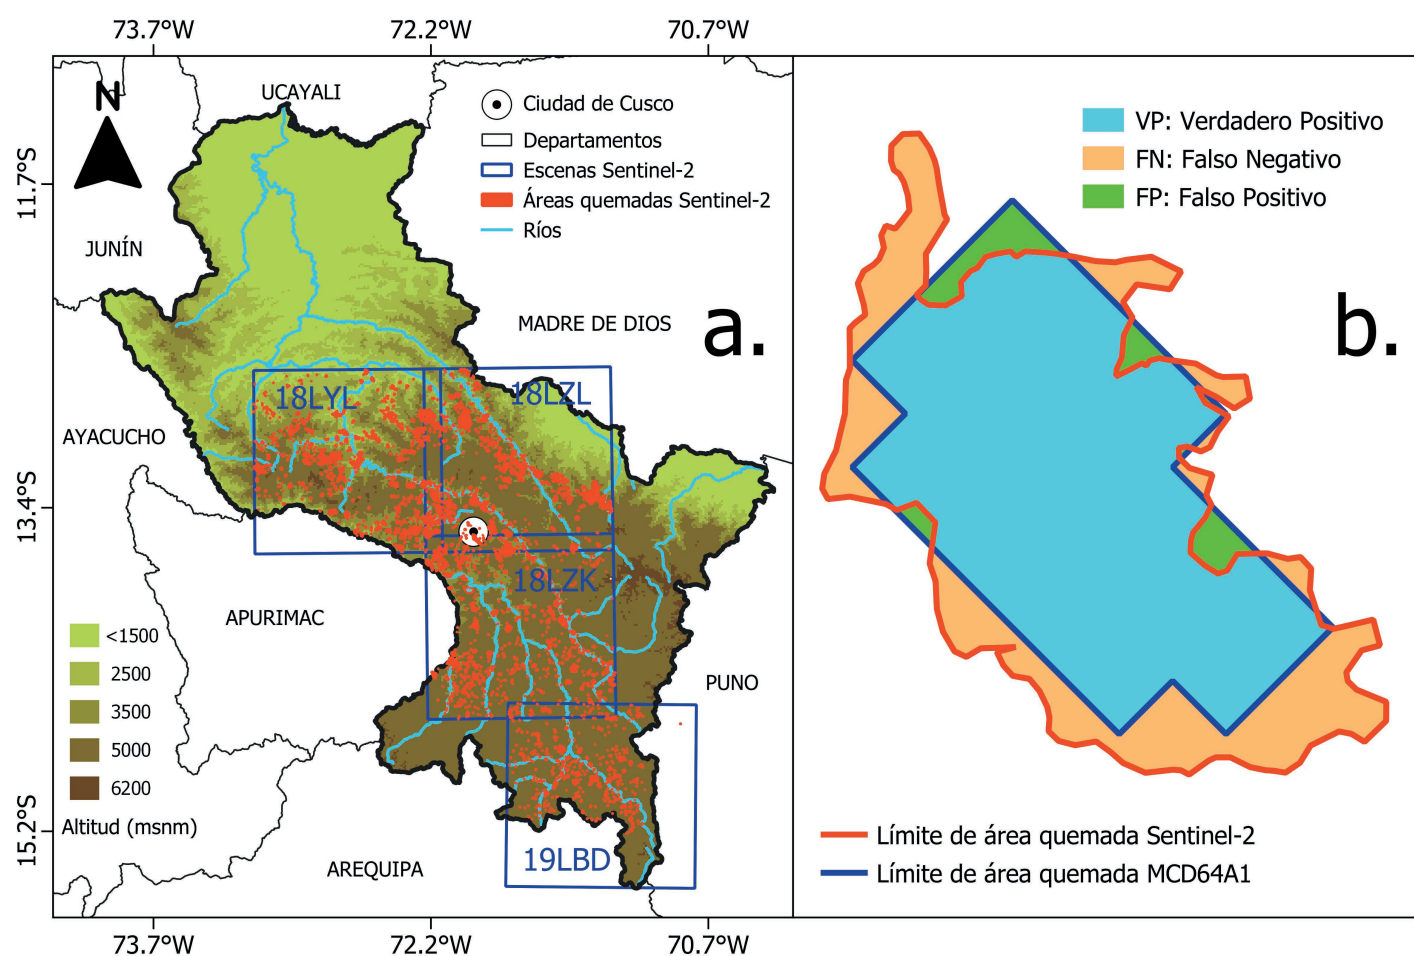 73.7°W
72.2°W
70.7°W
N
UCAYALI
Ciudad de Cusco
Departamentos
Escenas Sentinel-2
Áreas quemadas Sentinel-2
Ríos
11.7°S
13.4°S
15.2°S
JUNÍN
MADRE DE DIOS
a.
18LYL
18LZL
AYACUCHO
18LZK
APURIMAC
PUNO
<1500
2500
3500
5000
6200
Altitud (msnm)
AREQUIPA
19LBD
73.7°W
72.2°W
70.7°W
VP: Verdadero Positivo
FN: Falso Negativo
FP: Falso Positivo
b.
Límite de área quemada Sentinel-2
Límite de área quemada MCD64A1